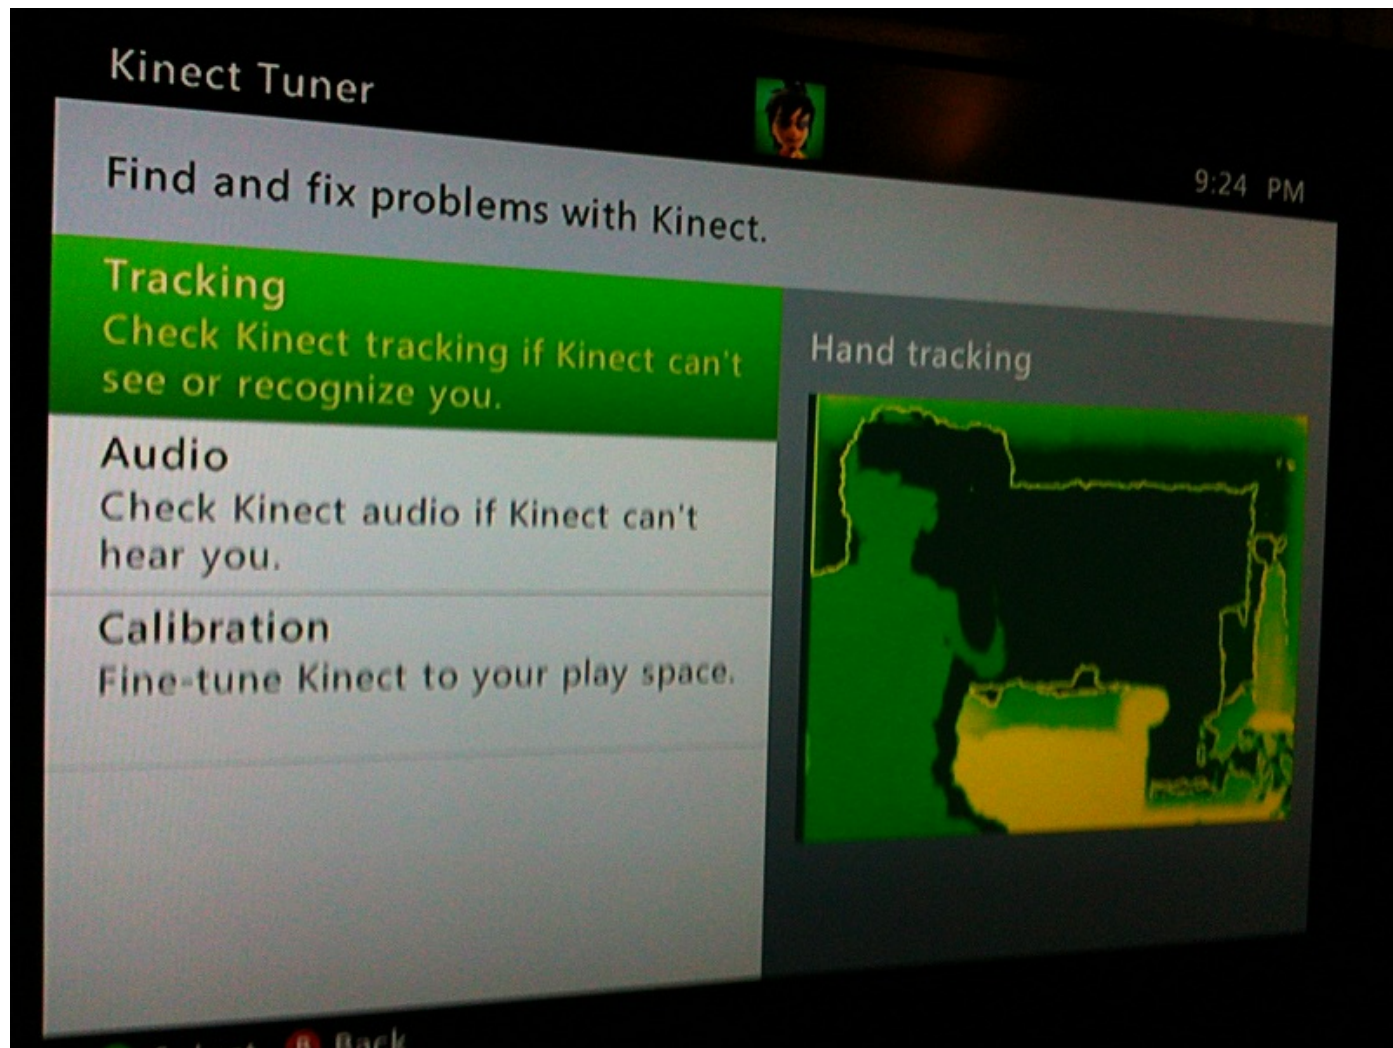 Kinect Tuner
9:24 PM
Find and fix problems with Kinect.
Tracking
Check Kinect tracking if Kinect can't
see or recognize you.
Hand tracking
Audio
Check Kinect audio if Kinect can't
hear you.
Calibration
Fine-tune Kinect to your play space.
B Back